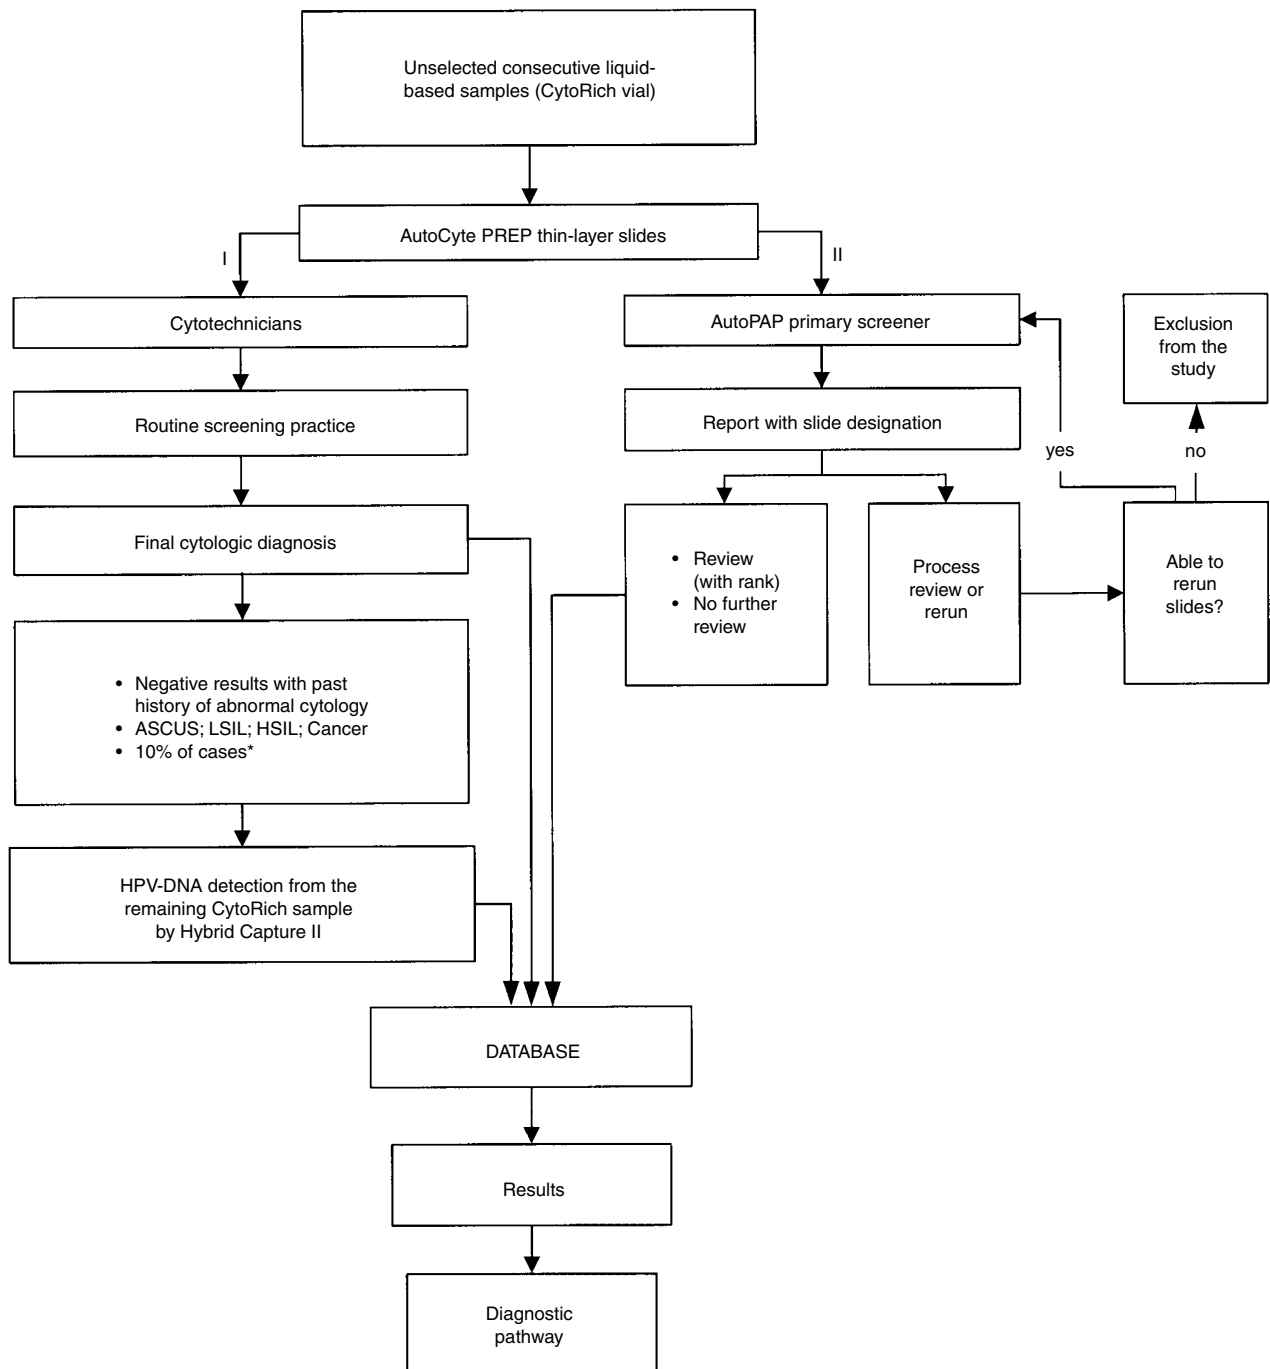 Unselected consecutive liquid-
based samples (CytoRich vial)
AutoCyte PREP thin-layer slides
I
II
Cytotechnicians
AutoPAP primary screener
Exclusion
from the
study
Routine screening practice
Report with slide designation
yes
no
Final cytologic diagnosis
• Review
(with rank)
• No further
review
Process
review or
rerun
Able to
rerun
slides?
• Negative results with past
history of abnormal cytology
• ASCUS; LSIL; HSIL; Cancer
• 10% of cases*
HPV-DNA detection from the
remaining CytoRich sample
by Hybrid Capture II
DATABASE
Results
Diagnostic
pathway